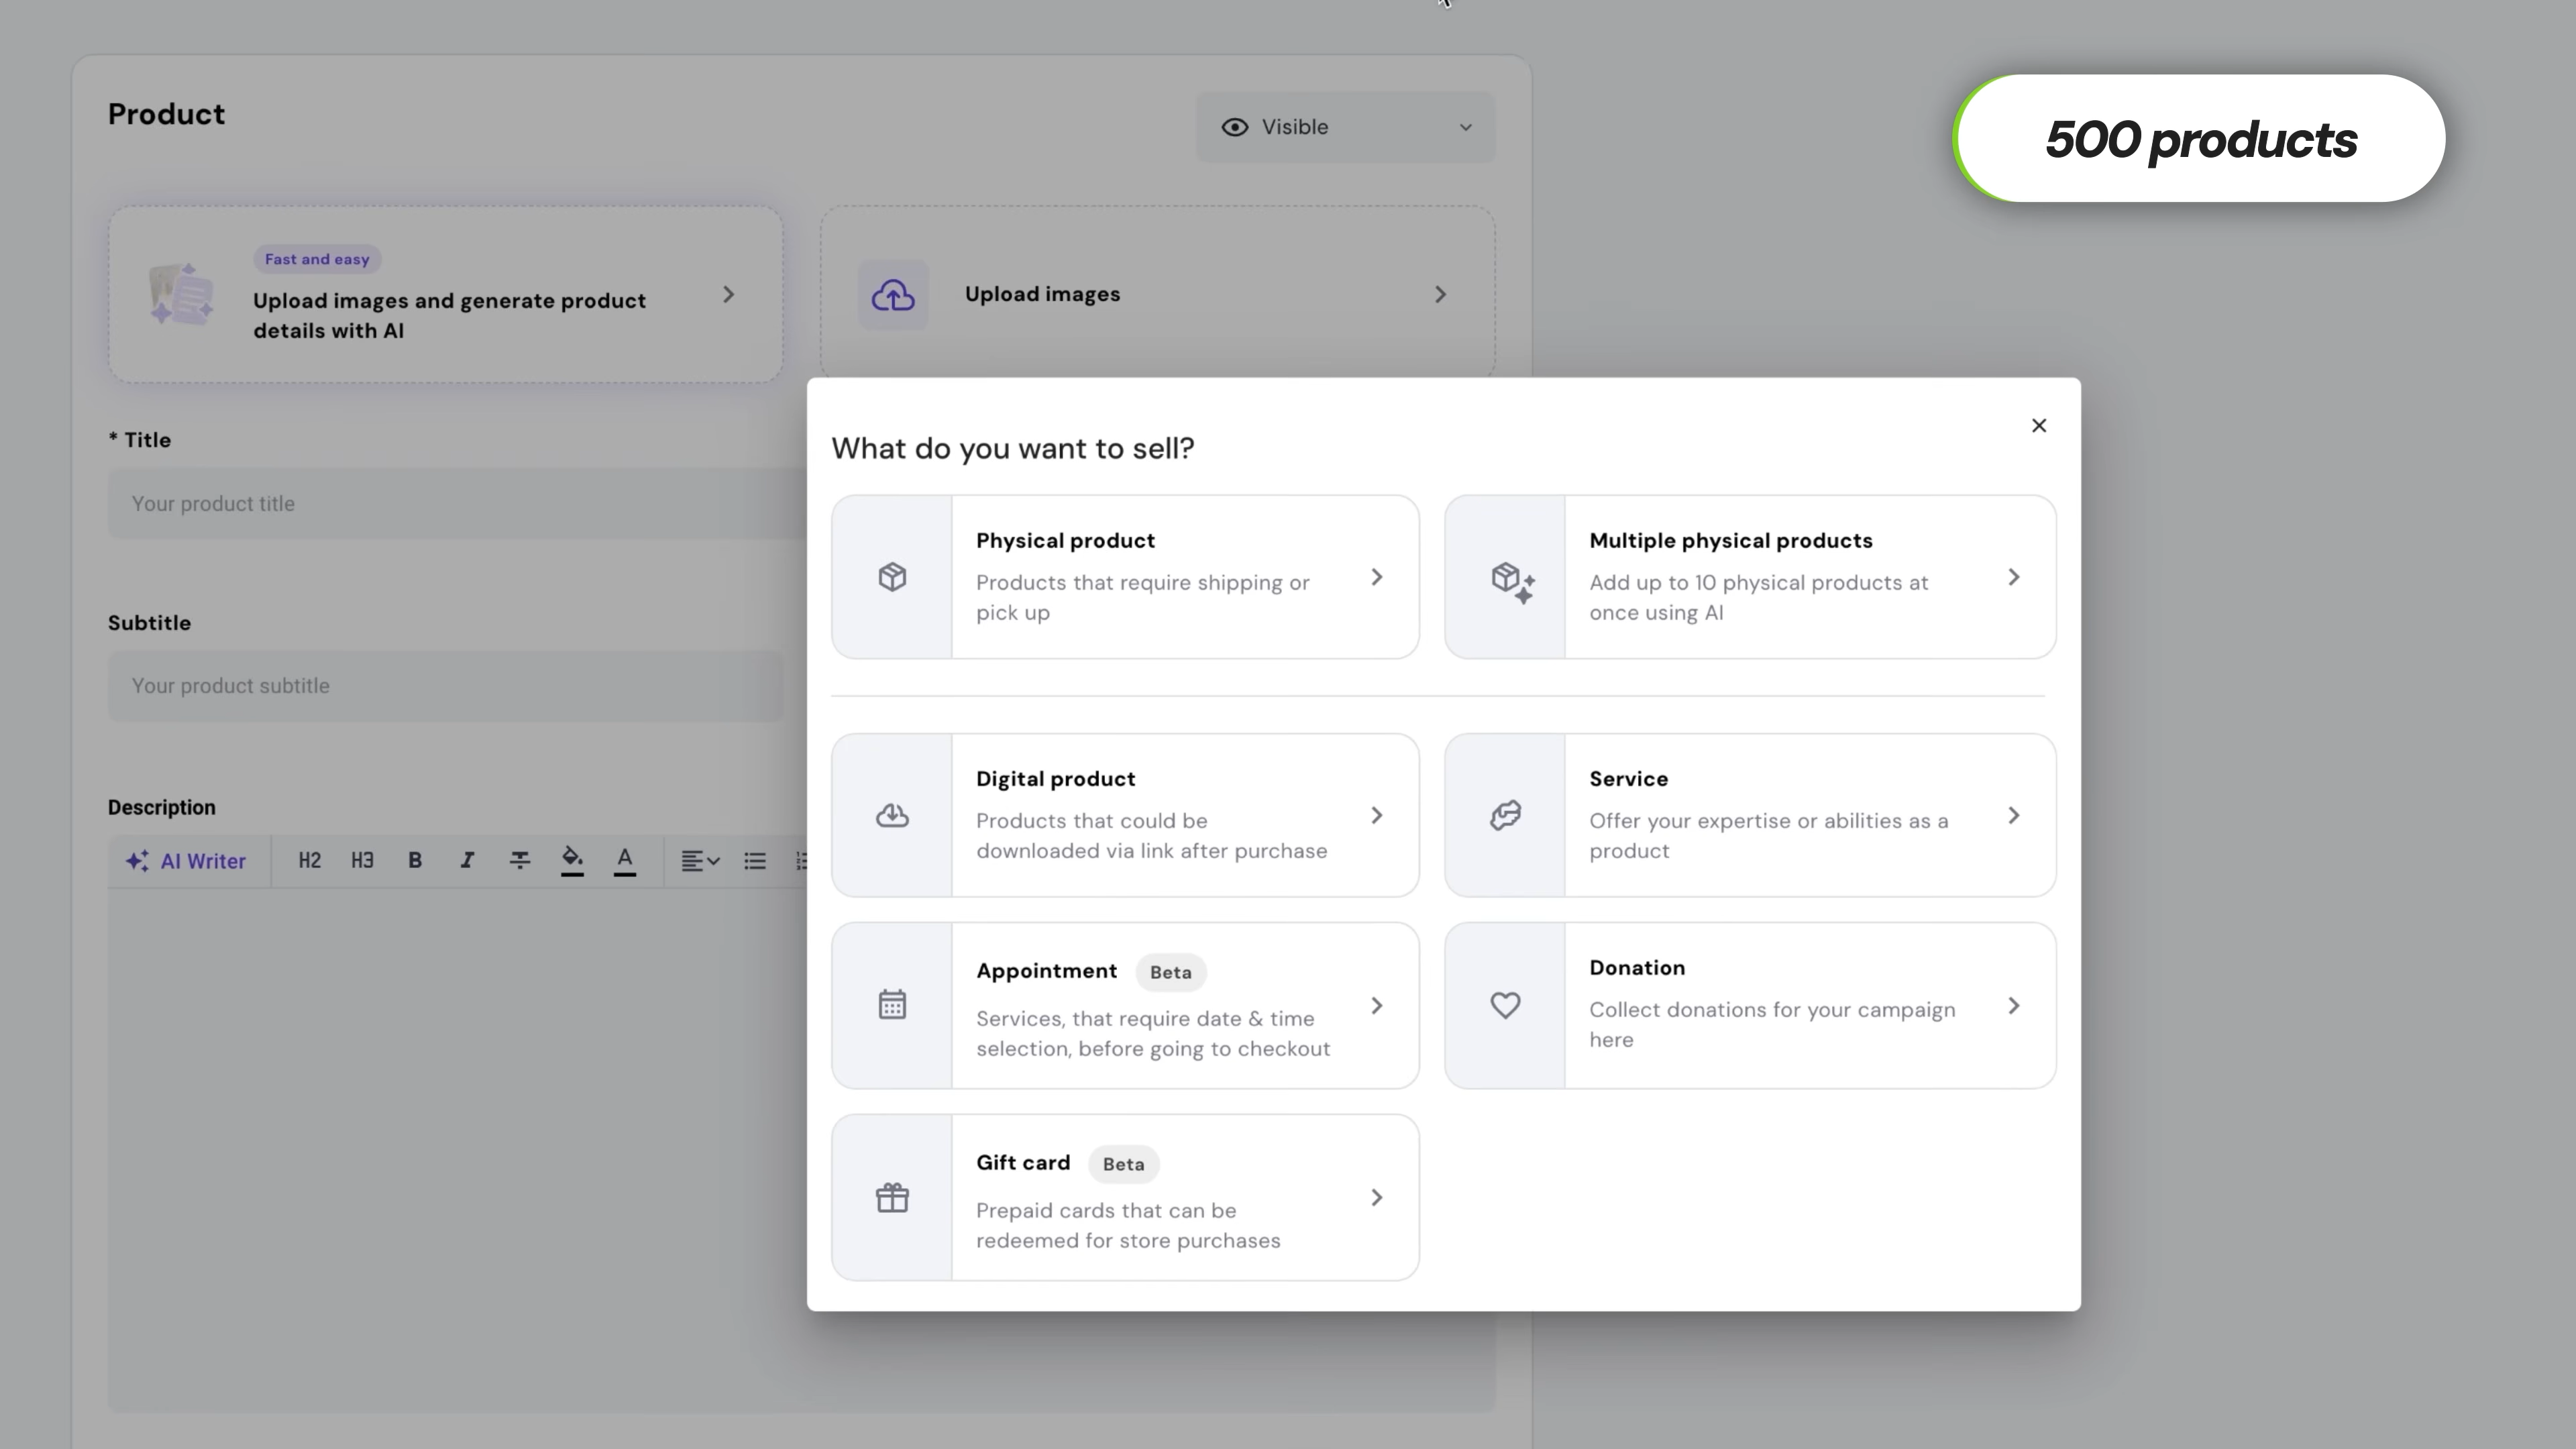 Product
Visible
500 products
Fast and easy
Upload images and generate product
details with AI
Upload images
* Title
Your product title
Subtitle
Your product subtitle
Description
AI Writer
H2 H3 B I T A
What do you want to sell?
Physical product
Products that require shipping or
pick up
Multiple physical products
Add up to 10 physical products at
once using AI
Digital product
Products that could be
downloaded via link after purchase
Service
Offer your expertise or abilities as a
product
Appointment Beta
Services, that require date & time
selection, before going to checkout
Donation
Collect donations for your campaign
here
Gift card Beta
Prepaid cards that can be
redeemed for store purchases